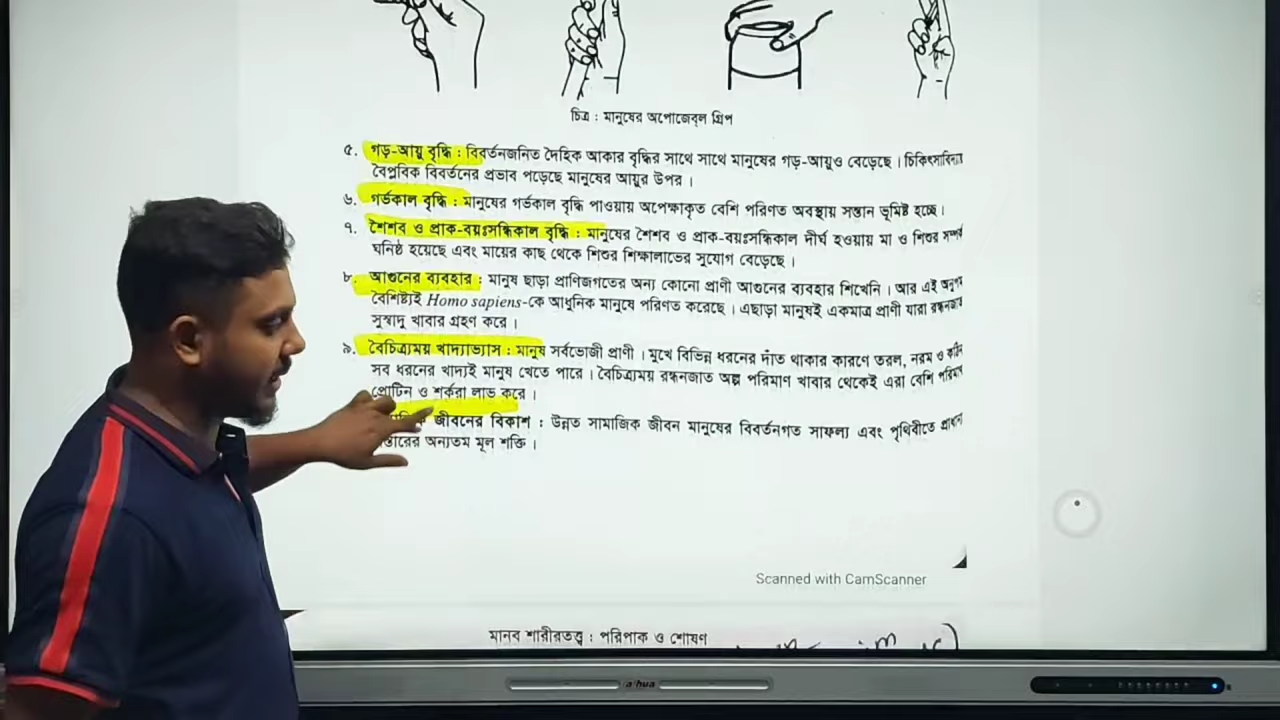 চিত্র : মানুষের অপোজেব্‌ল গ্রিপ
৫. গড়-আয়ু বৃদ্ধি : বিবর্তনজনিত দৈহিক আকার বৃদ্ধির সাথে সাথে মানুষের গড়-আয়ুও বেড়েছে। চিকিৎসাবিদ্যার
বৈপ্লবিক বিবর্তনের প্রভাব পড়েছে মানুষের আয়ুর উপর।
৬. গর্ভকাল বৃদ্ধি : মানুষের গর্ভকাল বৃদ্ধি পাওয়ায় অপেক্ষাকৃত বেশি পরিণত অবস্থায় সন্তান ভূমিষ্ট হচ্ছে।
৭. শৈশব ও প্রাক-বয়ঃসন্ধিকাল বৃদ্ধি : মানুষের শৈশব ও প্রাক-বয়ঃসন্ধিকাল দীর্ঘ হওয়ায় মা ও শিশুর সম্পর্ক
ঘনিষ্ঠ হয়েছে এবং মায়ের কাছ থেকে শিশুর শিক্ষালাভের সুযোগ বেড়েছে।
৮. আগুনের ব্যবহার : মানুষ ছাড়া প্রাণিজগতের অন্য কোনো প্রাণী আগুনের ব্যবহার শিখেনি। আর এই অনুপম
বৈশিষ্ট্যই Homo sapiens-কে আধুনিক মানুষে পরিণত করেছে। এছাড়া মানুষই একমাত্র প্রাণী যারা রন্ধনজাত
সুস্বাদু খাবার গ্রহণ করে।
৯. বৈচিত্র্যময় খাদ্যাভ্যাস : মানুষ সর্বভোজী প্রাণী। মুখে বিভিন্ন ধরনের দাঁত থাকার কারণে তরল, নরম ও কঠিন
সব ধরনের খাদ্যই মানুষ খেতে পারে। বৈচিত্র্যময় রন্ধনজাত অল্প পরিমাণ খাবার থেকেই এরা বেশি পরিমাণ
প্রোটিন ও শর্করা লাভ করে।
জীবনের বিকাশ : উন্নত সামাজিক জীবন মানুষের বিবর্তনগত সাফল্য এবং পৃথিবীতে প্রাধান্য
অন্যতম মূল শক্তি।
Scanned with CamScanner
মানব শারীরতত্ত্ব : পরিপাক ও শোষণ
alhua